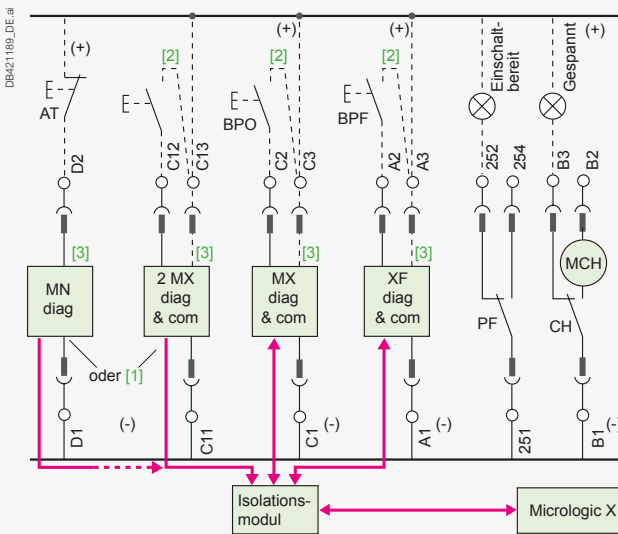 DB421189_DE.ai
(+)
(+)
(+)
(+)
[2]
[2]
[2]
AT
BPO
BPF
Einschalt-
bereit
Gespannt
D2
C12
C13
C2
C3
A2
A3
252
254
B3
B2
[3]
[3]
[3]
[3]
MN
diag
2 MX
diag
& com
MX
diag
& com
XF
diag
& com
MCH
PF
CH
oder [1]
D1
(-)
C11
C1
(-)
A1
(-)
251
B1
(-)
Isolations-
modul
Micrologic X